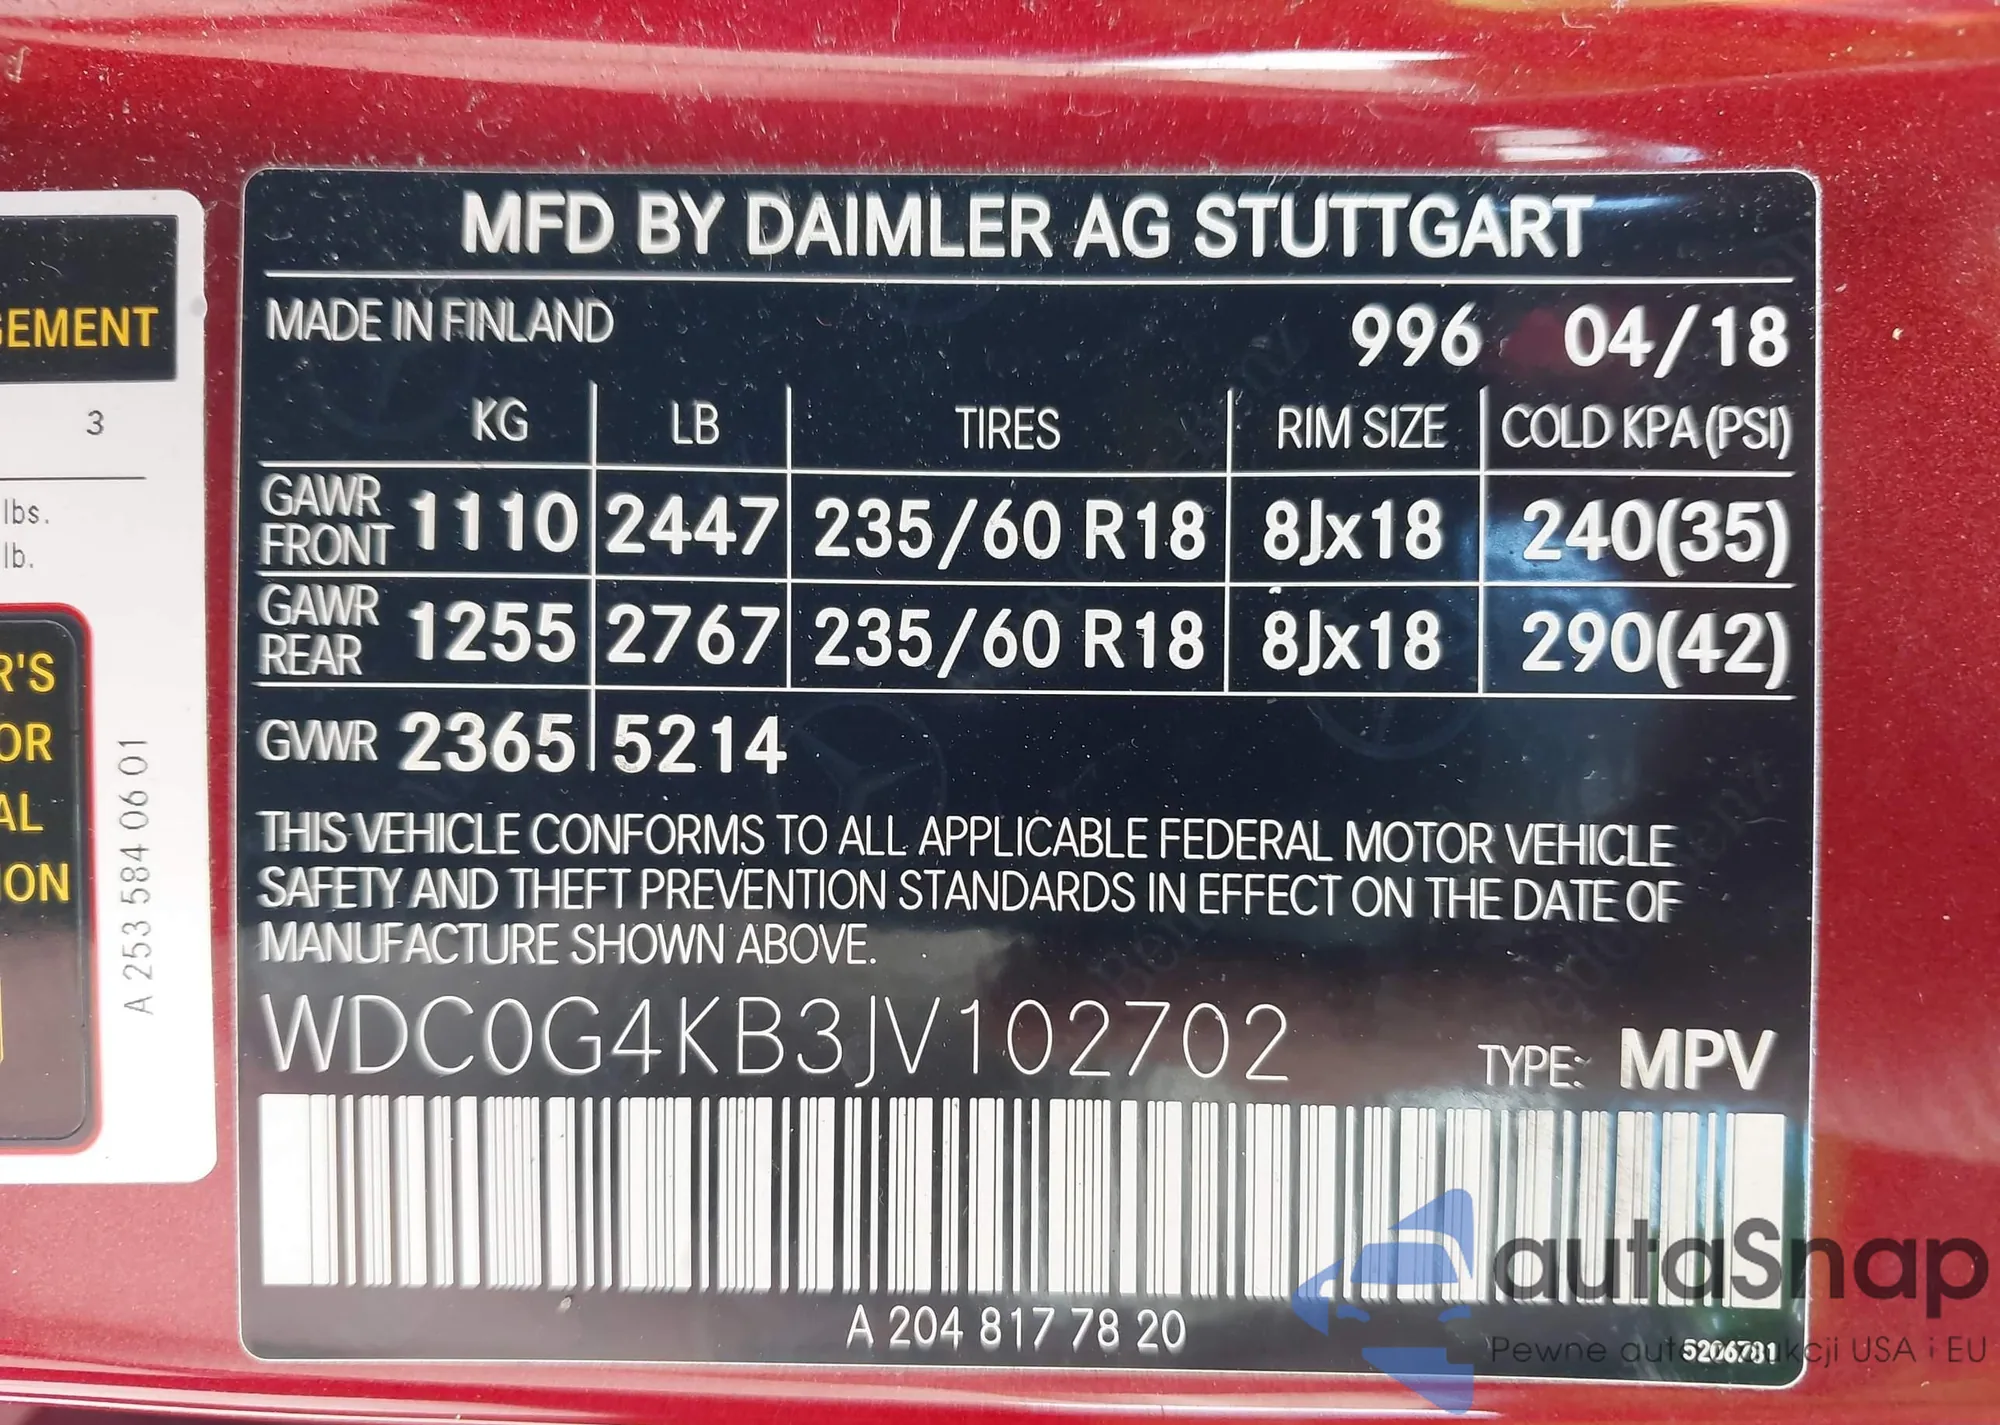 GEMENT
3
lbs.
lb.
R'S
OR
AL
ION
A 253 584 06 01
MFD BY DAIMLER AG STUTTGART
MADE IN FINLAND 996 04/18
KG LB TIRES RIM SIZE COLD KPA (PSI)
GAWR FRONT 1110 2447 235/60 R18 8Jx18 240(35)
GAWR REAR 1255 2767 235/60 R18 8Jx18 290(42)
GVWR 2365 5214
THIS VEHICLE CONFORMS TO ALL APPLICABLE FEDERAL MOTOR VEHICLE
SAFETY AND THEFT PREVENTION STANDARDS IN EFFECT ON THE DATE OF
MANUFACTURE SHOWN ABOVE.
WDC0G4KB3JV102702 TYPE: MPV
A 204 817 78 20
5206781
autaSnap
Pewne auta kcji USA i EU